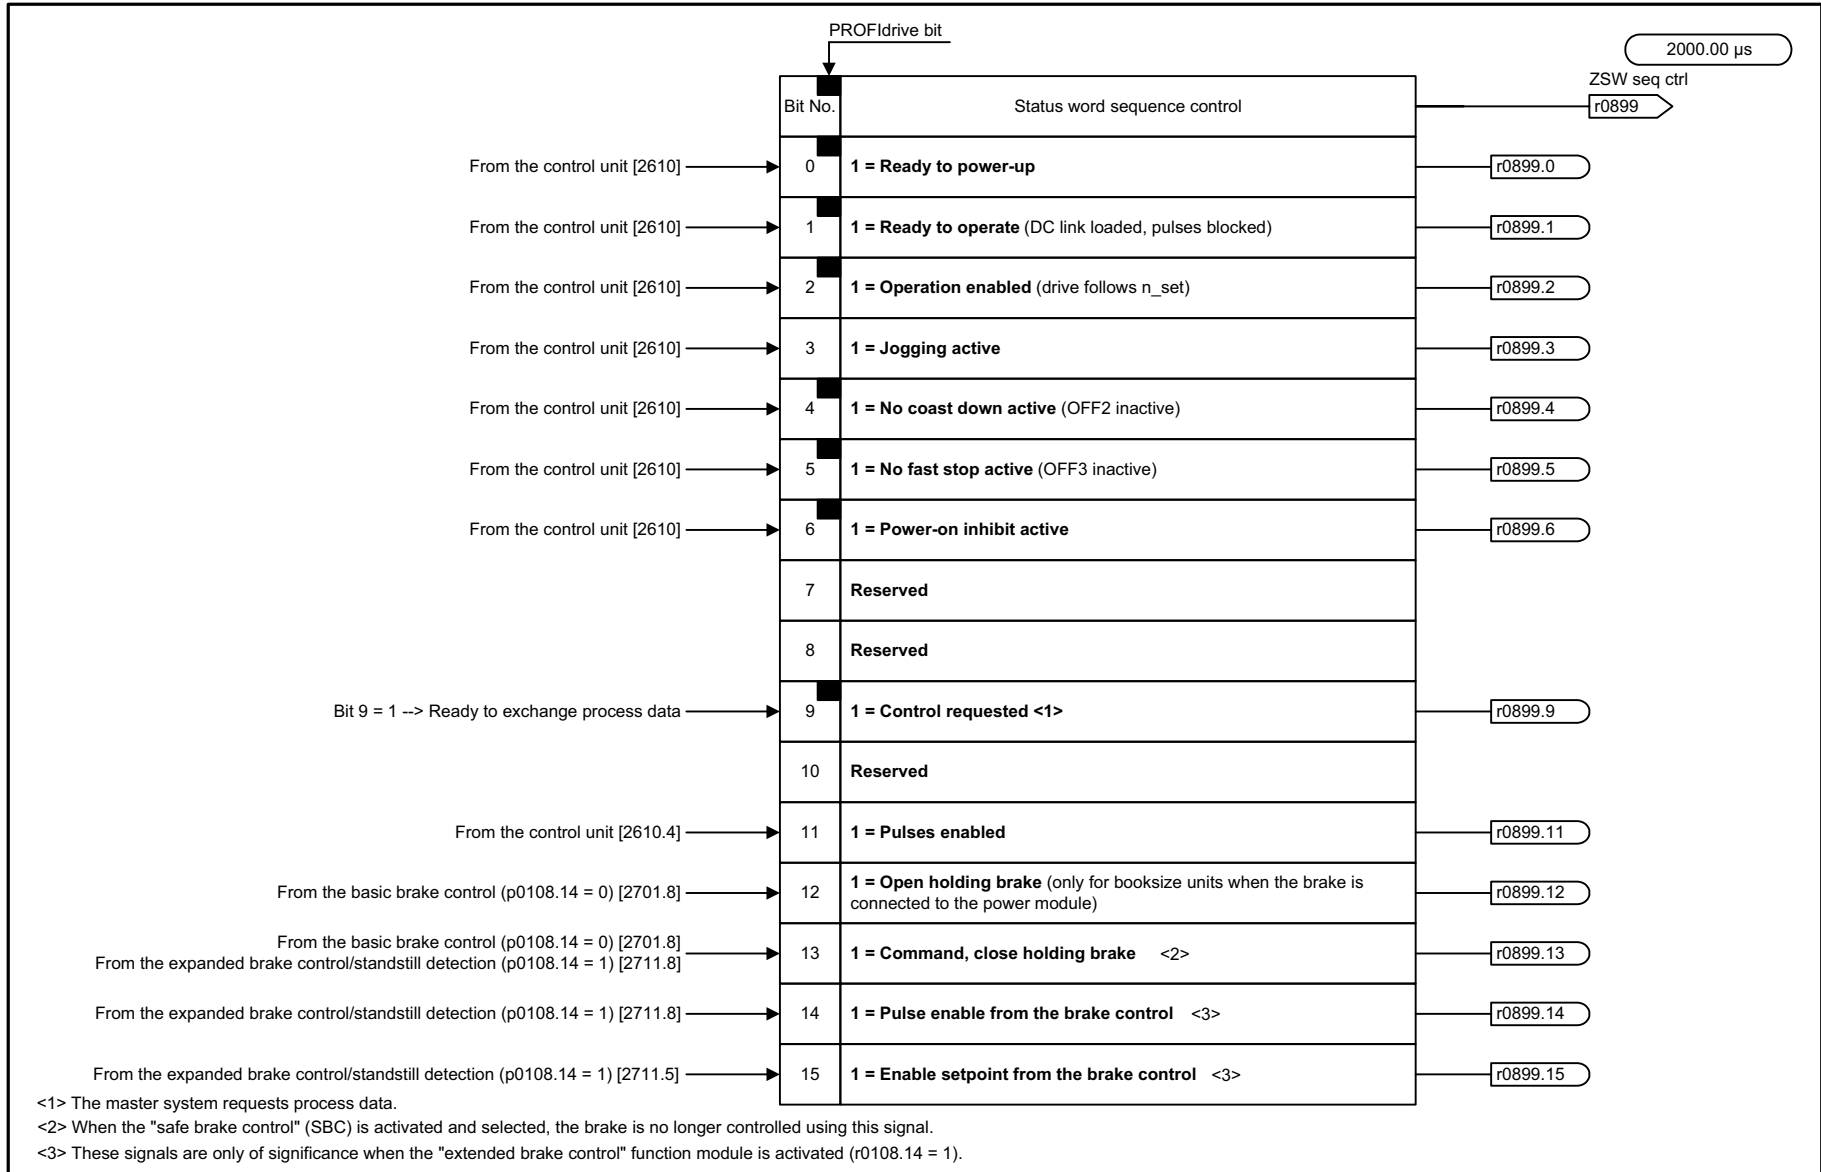 PROFIdrive bit
2000.00 µs
ZSW seq ctrl
Bit No. Status word sequence control r0899
From the control unit [2610] 0 1 = Ready to power-up r0899.0
From the control unit [2610] 1 1 = Ready to operate (DC link loaded, pulses blocked) r0899.1
From the control unit [2610] 2 1 = Operation enabled (drive follows n_set) r0899.2
From the control unit [2610] 3 1 = Jogging active r0899.3
From the control unit [2610] 4 1 = No coast down active (OFF2 inactive) r0899.4
From the control unit [2610] 5 1 = No fast stop active (OFF3 inactive) r0899.5
From the control unit [2610] 6 1 = Power-on inhibit active r0899.6
7 Reserved
8 Reserved
Bit 9 = 1 --> Ready to exchange process data 9 1 = Control requested <1> r0899.9
10 Reserved
From the control unit [2610.4] 11 1 = Pulses enabled r0899.11
From the basic brake control (p0108.14 = 0) [2701.8] 12 1 = Open holding brake (only for booksize units when the brake is
connected to the power module) r0899.12
From the basic brake control (p0108.14 = 0) [2701.8]
From the expanded brake control/standstill detection (p0108.14 = 1) [2711.8] 13 1 = Command, close holding brake <2> r0899.13
From the expanded brake control/standstill detection (p0108.14 = 1) [2711.8] 14 1 = Pulse enable from the brake control <3> r0899.14
From the expanded brake control/standstill detection (p0108.14 = 1) [2711.5] 15 1 = Enable setpoint from the brake control <3> r0899.15
<1> The master system requests process data.
<2> When the "safe brake control" (SBC) is activated and selected, the brake is no longer controlled using this signal.
<3> These signals are only of significance when the "extended brake control" function module is activated (r0108.14 = 1).